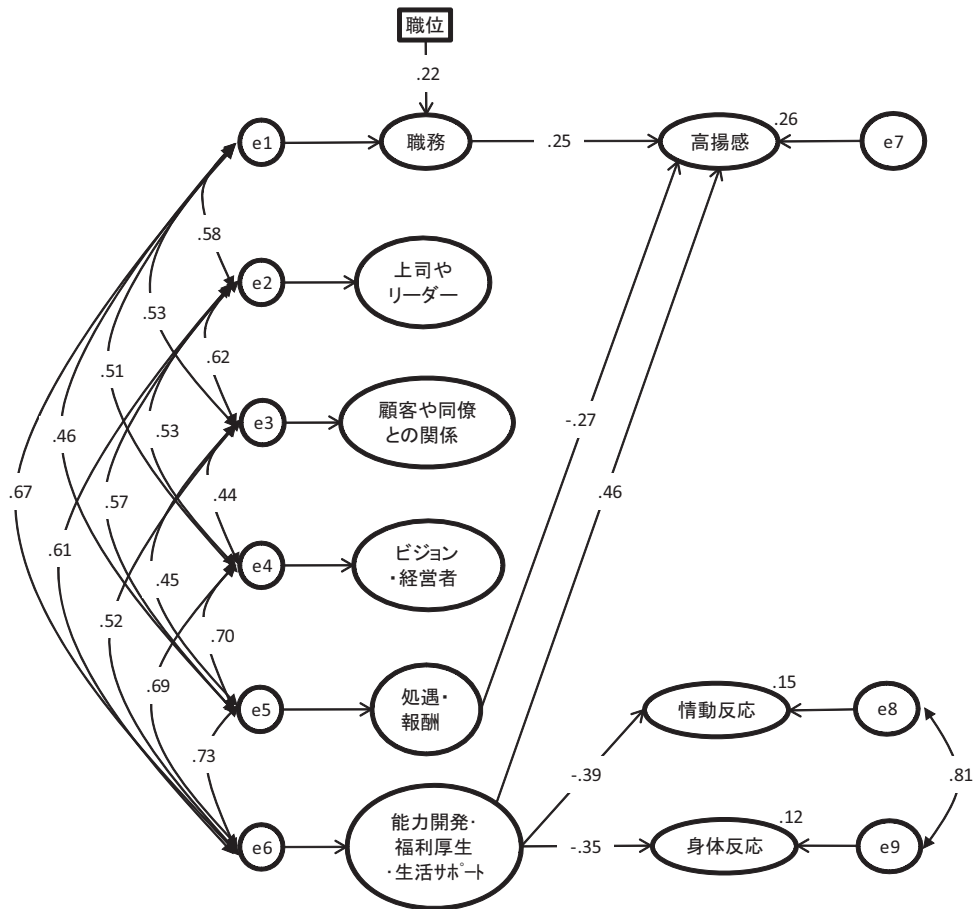 職位
.22
e1
職務
.25
高揚感
.26
e7
.58
e2
上司や
リーダー
.53
.62
.51
e3
顧客や同僚
との関係
-.27
.46
.53
.46
.67
.57
.44
.61
e4
ビジョン
・経営者
.45
.52
.70
.69
e5
処遇・
報酬
.15
情動反応
e8
.73
-.39
.81
e6
能力開発・
福利厚生
・生活サポート
-.35
.12
身体反応
e9